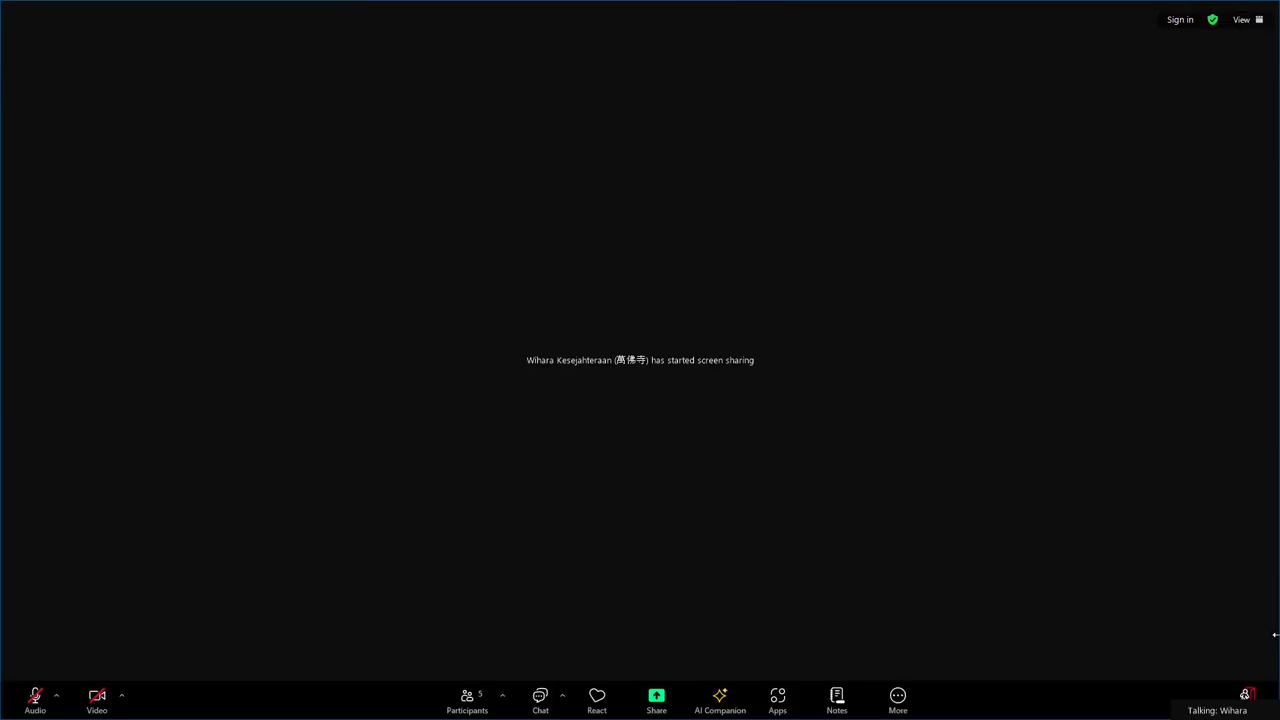 Sign in
View
Wihara Kesejahteraan (萬佛寺) has started screen sharing
5
Audio
Video
Participants
Chat
React
Share
AI Companion
Apps
Notes
More
Talking: Wihara